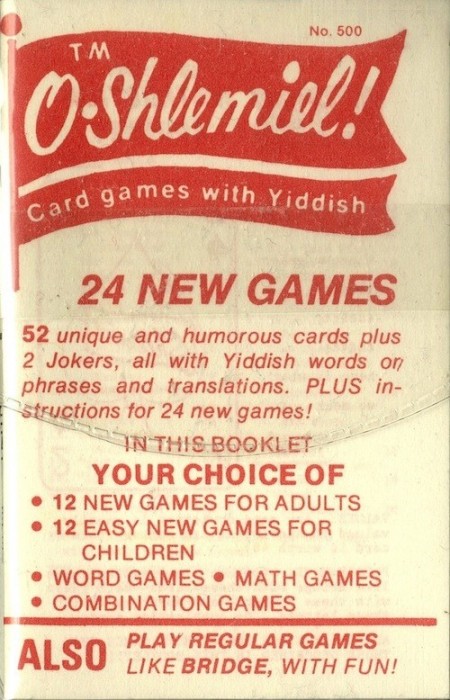 No. 500
TM
O·Shlemiel!
Card games with Yiddish
24 NEW GAMES
52 unique and humorous cards plus
2 Jokers, all with Yiddish words or
phrases and translations. PLUS in-
structions for 24 new games!
IN THIS BOOKLET
YOUR CHOICE OF
• 12 NEW GAMES FOR ADULTS
• 12 EASY NEW GAMES FOR
CHILDREN
• WORD GAMES • MATH GAMES
• COMBINATION GAMES
ALSO PLAY REGULAR GAMES
LIKE BRIDGE, WITH FUN!